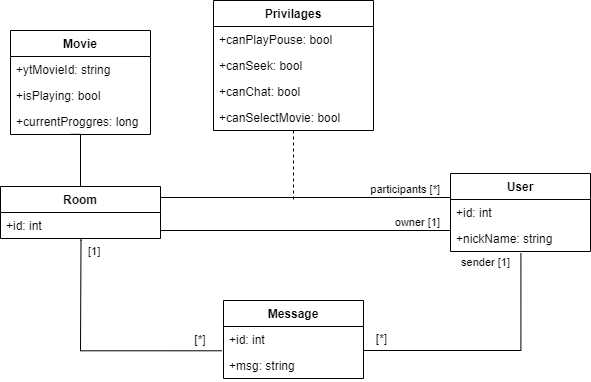 Privilages
+canPlayPouse: bool
+canSeek: bool
+canChat: bool
+canSelectMovie: bool
Movie
+ytMovieId: string
+isPlaying: bool
+currentProggres: long
Room
+id: int
participants [*]
owner [1]
User
+id: int
+nickName: string
sender [1]
[1]
[*]
[*]
Message
+id: int
+msg: string